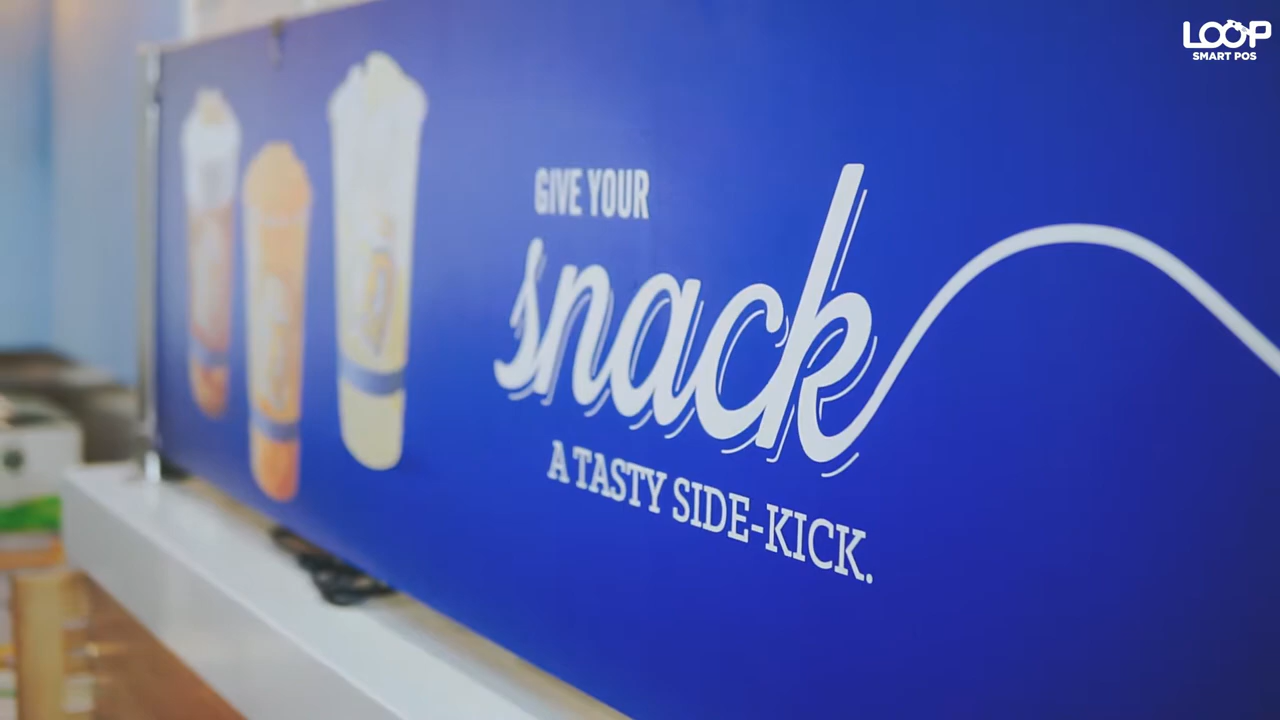 LOOP
SMART POS
GIVE YOUR
snack
A TASTY SIDE-KICK.